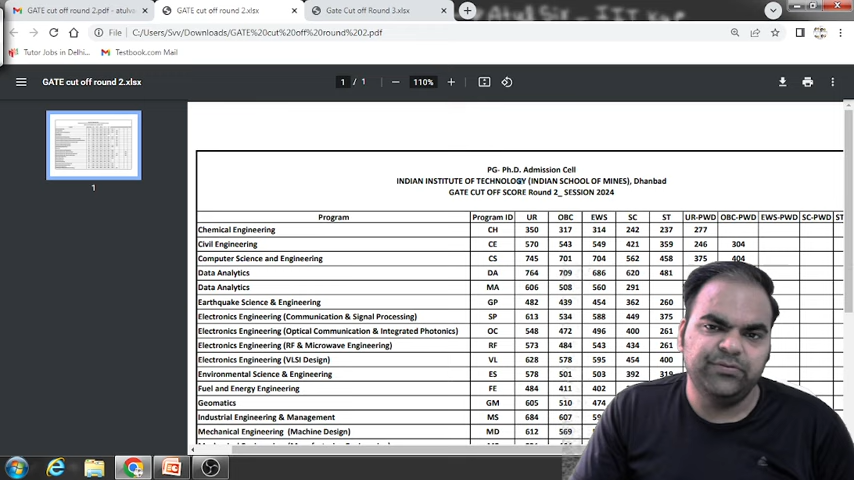 GATE cut off round 2.pdf - atulva
GATE cut off round 2.xlsx
Gate Cut off Round 3.xlsx
File
C:/Users/Svv/Downloads/GATE%20cut%20off%20round%202.pdf
Tutor Jobs in Delhi...
Testbook.com Mail
GATE cut off round 2.xlsx
1 / 1
110%
1
PG- Ph.D. Admission Cell
INDIAN INSTITUTE OF TECHNOLOGY (INDIAN SCHOOL OF MINES), Dhanbad
GATE CUT OFF SCORE Round 2_ SESSION 2024
Program Program ID UR OBC EWS SC ST UR-PWD OBC-PWD EWS-PWD SC-PWD ST
Chemical Engineering CH 350 317 314 242 237 277
Civil Engineering CE 570 543 549 421 359 246 304
Computer Science and Engineering CS 745 701 704 562 458 375 404
Data Analytics DA 764 709 686 620 481
Data Analytics MA 606 508 560 291
Earthquake Science & Engineering GP 482 439 454 362 260
Electronics Engineering (Communication & Signal Processing) SP 613 534 588 449 375
Electronics Engineering (Optical Communication & Integrated Photonics) OC 548 472 496 400 261
Electronics Engineering (RF & Microwave Engineering) RF 573 484 543 434 261
Electronics Engineering (VLSI Design) VL 628 578 595 454 400
Environmental Science & Engineering ES 578 501 503 392 319
Fuel and Energy Engineering FE 484 411 402
Geomatics GM 605 510 474
Industrial Engineering & Management MS 684 607
Mechanical Engineering (Machine Design) MD 612 569